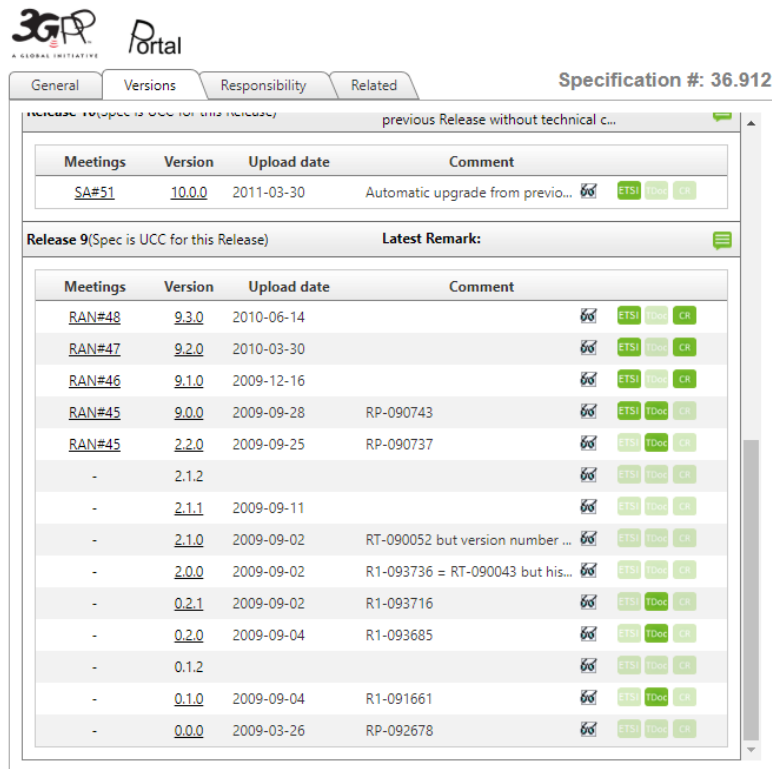 3GPP
A GLOBAL INITIATIVE
Portal
General Versions Responsibility Related Specification #: 36.912
Release 10(Spec is UCC for this Release) previous Release without technical c...
Meetings Version Upload date Comment
SA#51 10.0.0 2011-03-30 Automatic upgrade from previo... ETSI TDoc CR
Release 9(Spec is UCC for this Release) Latest Remark:
Meetings Version Upload date Comment
RAN#48 9.3.0 2010-06-14 ETSI TDoc CR
RAN#47 9.2.0 2010-03-30 ETSI TDoc CR
RAN#46 9.1.0 2009-12-16 ETSI TDoc CR
RAN#45 9.0.0 2009-09-28 RP-090743 ETSI TDoc CR
RAN#45 2.2.0 2009-09-25 RP-090737 ETSI TDoc CR
- 2.1.2 ETSI TDoc CR
- 2.1.1 2009-09-11 ETSI TDoc CR
- 2.1.0 2009-09-02 RT-090052 but version number ... ETSI TDoc CR
- 2.0.0 2009-09-02 R1-093736 = RT-090043 but his... ETSI TDoc CR
- 0.2.1 2009-09-02 R1-093716 ETSI TDoc CR
- 0.2.0 2009-09-04 R1-093685 ETSI TDoc CR
- 0.1.2 ETSI TDoc CR
- 0.1.0 2009-09-04 R1-091661 ETSI TDoc CR
- 0.0.0 2009-03-26 RP-092678 ETSI TDoc CR